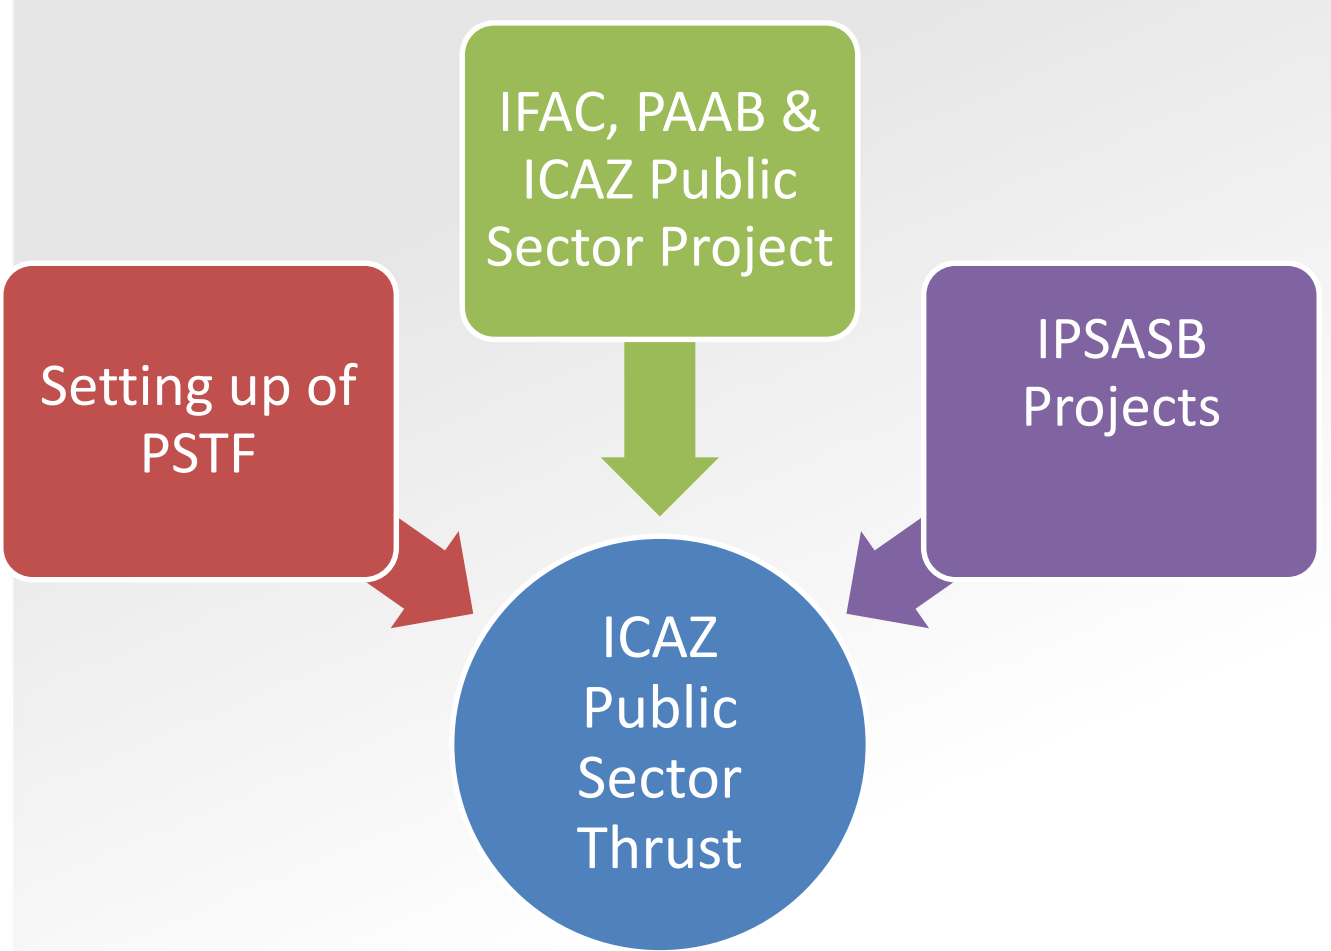 IFAC, PAAB &
ICAZ Public
Sector Project
Setting up of
PSTF
IPSASB
Projects
ICAZ
Public
Sector
Thrust